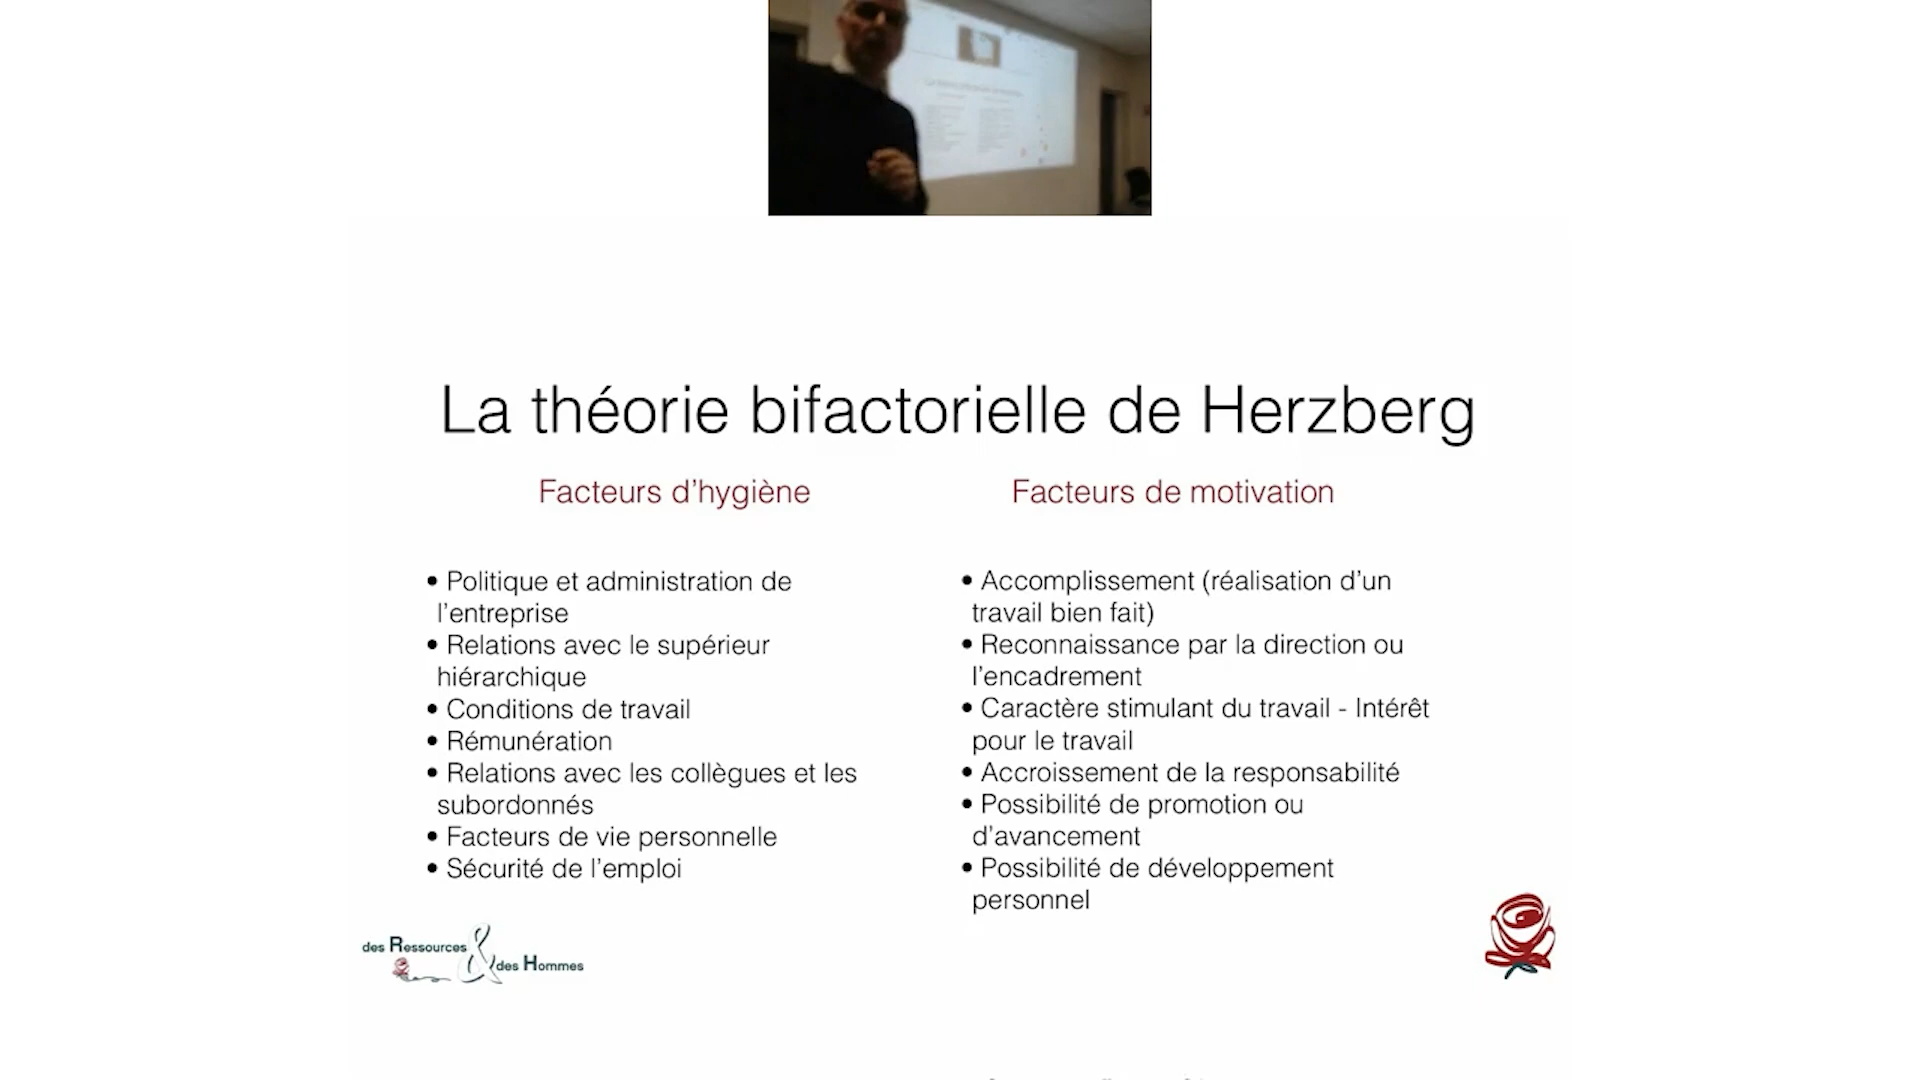 La théorie bifactorielle de Herzberg
Facteurs d'hygiène
• Politique et administration de
l'entreprise
• Relations avec le supérieur
hiérarchique
• Conditions de travail
• Rémunération
• Relations avec les collègues et les
subordonnés
• Facteurs de vie personnelle
• Sécurité de l'emploi
Facteurs de motivation
• Accomplissement (réalisation d'un
travail bien fait)
• Reconnaissance par la direction ou
l'encadrement
• Caractère stimulant du travail - Intérêt
pour le travail
• Accroissement de la responsabilité
• Possibilité de promotion ou
d'avancement
• Possibilité de développement
personnel
des Ressources
& des Hommes